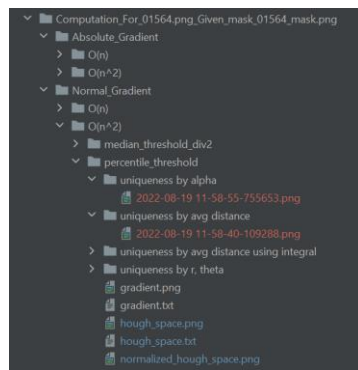 Computation_For_01564.png_Given_mask_01564_mask.png
Absolute_Gradient
O(n)
O(n^2)
Normal_Gradient
O(n)
O(n^2)
median_threshold_div2
percentile_threshold
uniqueness by alpha
2022-08-19 11-58-55-755653.png
uniqueness by avg distance
2022-08-19 11-58-40-109288.png
uniqueness by avg distance using integral
uniqueness by r, theta
gradient.png
gradient.txt
hough_space.png
hough_space.txt
normalized_hough_space.png